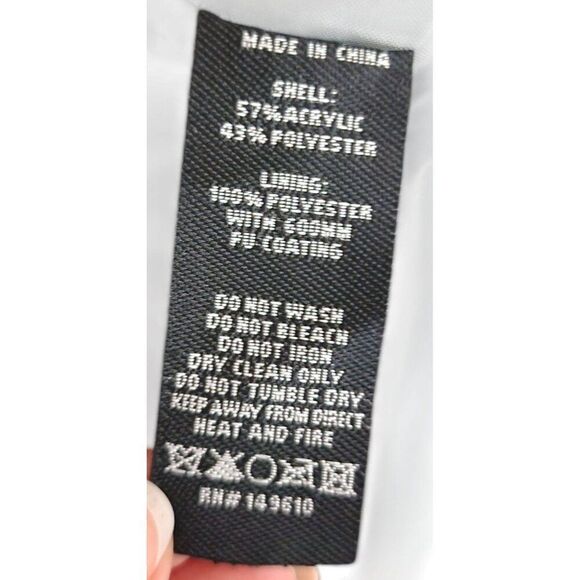 MADE IN CHINA
SHELL:
57% ACRYLIC
43% POLYESTER
LINING:
100% POLYESTER
WITH 600MM
PU COATING
DO NOT WASH
DO NOT BLEACH
DO NOT IRON
DRY CLEAN ONLY
DO NOT TUMBLE DRY
KEEP AWAY FROM DIRECT
HEAT AND FIRE
RN# 149610